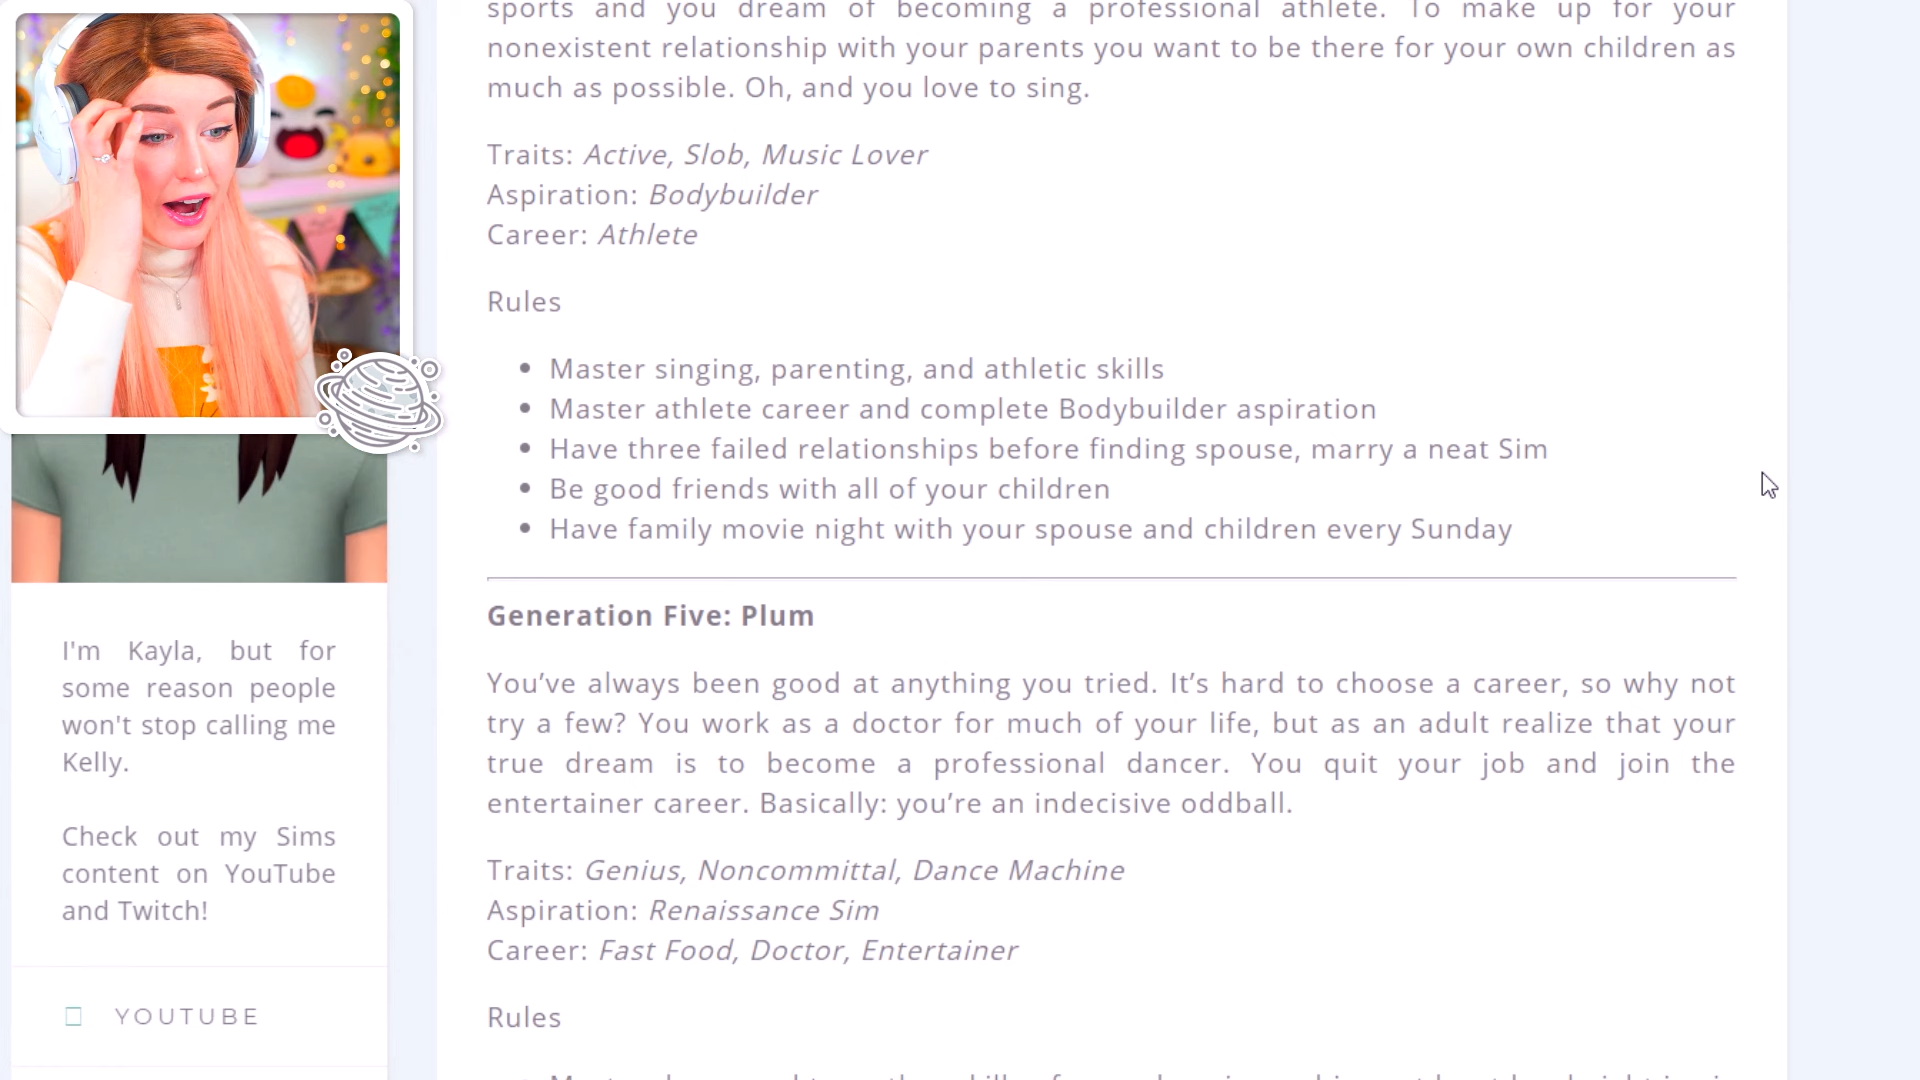 sports and you dream of becoming a professional athlete. To make up for your
nonexistent relationship with your parents you want to be there for your own children as
much as possible. Oh, and you love to sing.
Traits: Active, Slob, Music Lover
Aspiration: Bodybuilder
Career: Athlete
Rules
Master singing, parenting, and athletic skills
Master athlete career and complete Bodybuilder aspiration
Have three failed relationships before finding spouse, marry a neat Sim
Be good friends with all of your children
Have family movie night with your spouse and children every Sunday
Generation Five: Plum
You’ve always been good at anything you tried. It’s hard to choose a career, so why not
try a few? You work as a doctor for much of your life, but as an adult realize that your
true dream is to become a professional dancer. You quit your job and join the
entertainer career. Basically: you’re an indecisive oddball.
Traits: Genius, Noncommittal, Dance Machine
Aspiration: Renaissance Sim
Career: Fast Food, Doctor, Entertainer
Rules
I'm Kayla, but for
some reason people
won't stop calling me
Kelly.
Check out my Sims
content on YouTube
and Twitch!
YOUTUBE